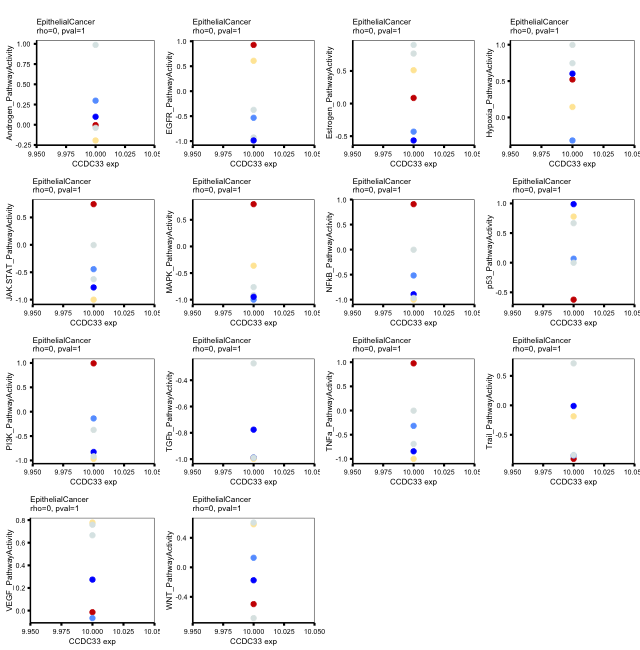 EpithelialCancer
rho=0, pval=1
Androgen_PathwayActivity
1.00
0.75
0.50
0.25
0.00
-0.25
9.950 9.975 10.000 10.025 10.05
CCDC33 exp
EpithelialCancer
rho=0, pval=1
EGFR_PathwayActivity
1.0
0.5
0.0
-0.5
-1.0
9.950 9.975 10.000 10.025 10.05
CCDC33 exp
EpithelialCancer
rho=0, pval=1
Estrogen_PathwayActivity
0.5
0.0
-0.5
9.950 9.975 10.000 10.025 10.05
CCDC33 exp
EpithelialCancer
rho=0, pval=1
Hypoxia_PathwayActivity
1.0
0.5
0.0
9.950 9.975 10.000 10.025 10.05
CCDC33 exp
EpithelialCancer
rho=0, pval=1
JAK-STAT_PathwayActivity
0.5
0.0
-0.5
-1.0
9.950 9.975 10.000 10.025 10.05
CCDC33 exp
EpithelialCancer
rho=0, pval=1
MAPK_PathwayActivity
0.5
0.0
-0.5
-1.0
9.950 9.975 10.000 10.025 10.05
CCDC33 exp
EpithelialCancer
rho=0, pval=1
NFkB_PathwayActivity
1.0
0.5
0.0
-0.5
-1.0
9.950 9.975 10.000 10.025 10.05
CCDC33 exp
EpithelialCancer
rho=0, pval=1
p53_PathwayActivity
1.0
0.5
0.0
-0.5
9.950 9.975 10.000 10.025 10.05
CCDC33 exp
EpithelialCancer
rho=0, pval=1
PI3K_PathwayActivity
1.0
0.5
0.0
-0.5
-1.0
9.950 9.975 10.000 10.025 10.05
CCDC33 exp
EpithelialCancer
rho=0, pval=1
TGFb_PathwayActivity
-0.4
-0.6
-0.8
-1.0
9.950 9.975 10.000 10.025 10.05
CCDC33 exp
EpithelialCancer
rho=0, pval=1
TNFa_PathwayActivity
1.0
0.5
0.0
-0.5
-1.0
9.950 9.975 10.000 10.025 10.05
CCDC33 exp
EpithelialCancer
rho=0, pval=1
Trail_PathwayActivity
0.5
0.0
-0.5
9.950 9.975 10.000 10.025 10.05
CCDC33 exp
EpithelialCancer
rho=0, pval=1
VEGF_PathwayActivity
0.8
0.6
0.4
0.2
0.0
9.950 9.975 10.000 10.025 10.05
CCDC33 exp
EpithelialCancer
rho=0, pval=1
WNT_PathwayActivity
0.4
0.0
-0.4
9.950 9.975 10.000 10.025 10.050
CCDC33 exp